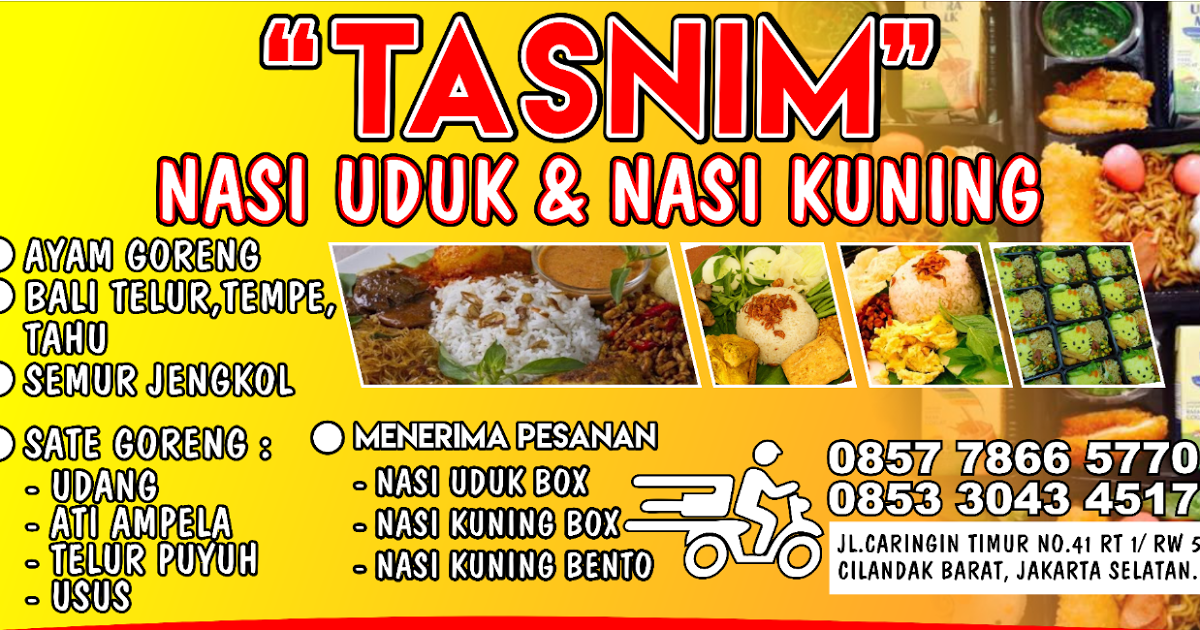 “TASNIM”
NASI UDUK & NASI KUNING
AYAM GORENG
BALI TELUR,TEMPE,
TAHU
SEMUR JENGKOL
SATE GORENG :
- UDANG
- ATI AMPELA
- TELUR PUYUH
- USUS
MENERIMA PESANAN
- NASI UDUK BOX
- NASI KUNING BOX
- NASI KUNING BENTO
0857 7866 5770
0853 3043 4517
JL.CARINGIN TIMUR NO.41 RT 1/ RW 5
CILANDAK BARAT, JAKARTA SELATAN.